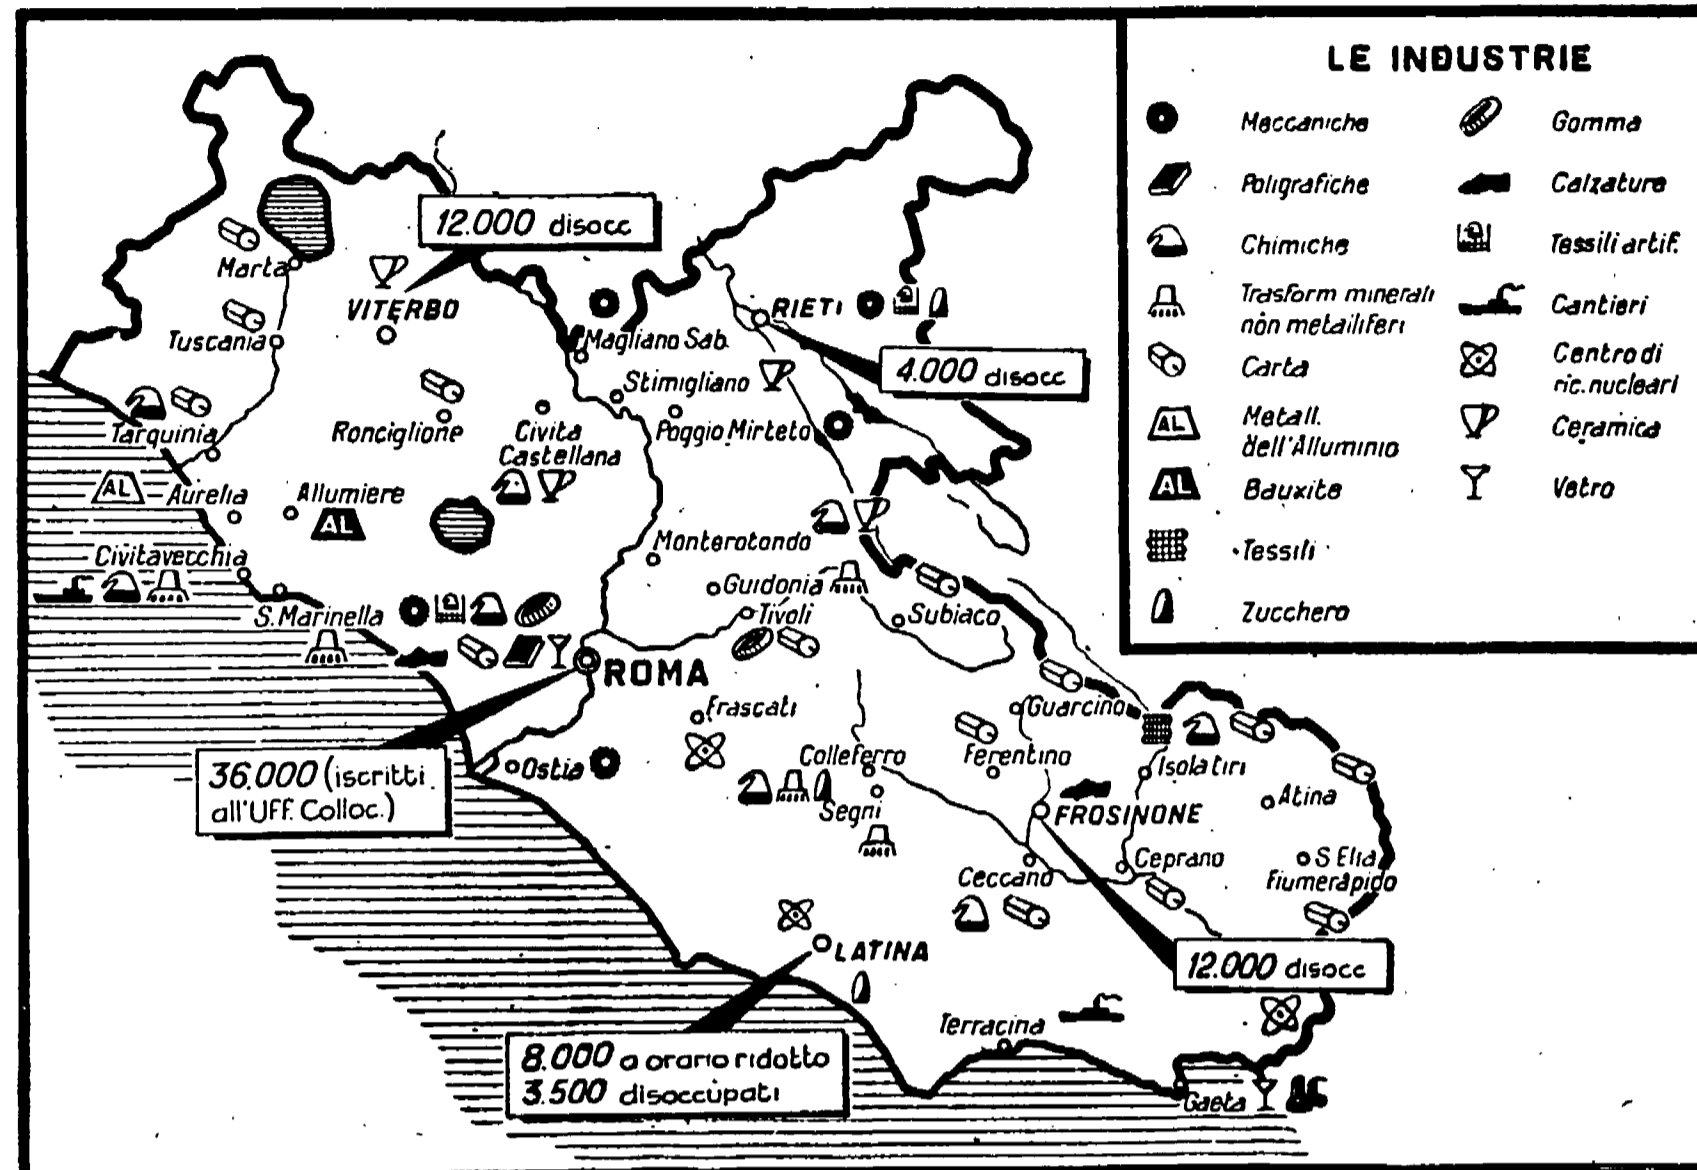 LE INDUSTRIE
Meccaniche
Gomma
Poligrafiche
Calzature
Chimiche
Tessili artif.
Trasform minerali
non metalliferi
Cantieri
Carta
Centro di
ric. nucleari
Metall.
dell'Alluminio
Ceramica
AL
AL
Bauxite
Vetro
Tessili
Zucchero
12.000 disocc
Marta
VITERBO
RIETI
Tuscania
Magliano Sab.
4.000 disocc
Stimigliano
Tarquinia
Ronciglione
Civita
Castellana
Poggio Mirteto
AL
Aurelia
Allumiere
AL
Civitavecchia
Monterotondo
Guidonia
S. Marinella
Tivoli
Subiaco
ROMA
Frascati
Guarcino
36.000 (iscritti
all'UFF. Colloc.)
Ostia
Colleferro
Ferentino
Isola liri
Segni
FROSINONE
Atina
Ceccano
Ceprano
S Elia
fiumerapido
LATINA
12.000 disocc
8.000 a orario ridotto
3.500 disoccupati
Terracina
Gaeta